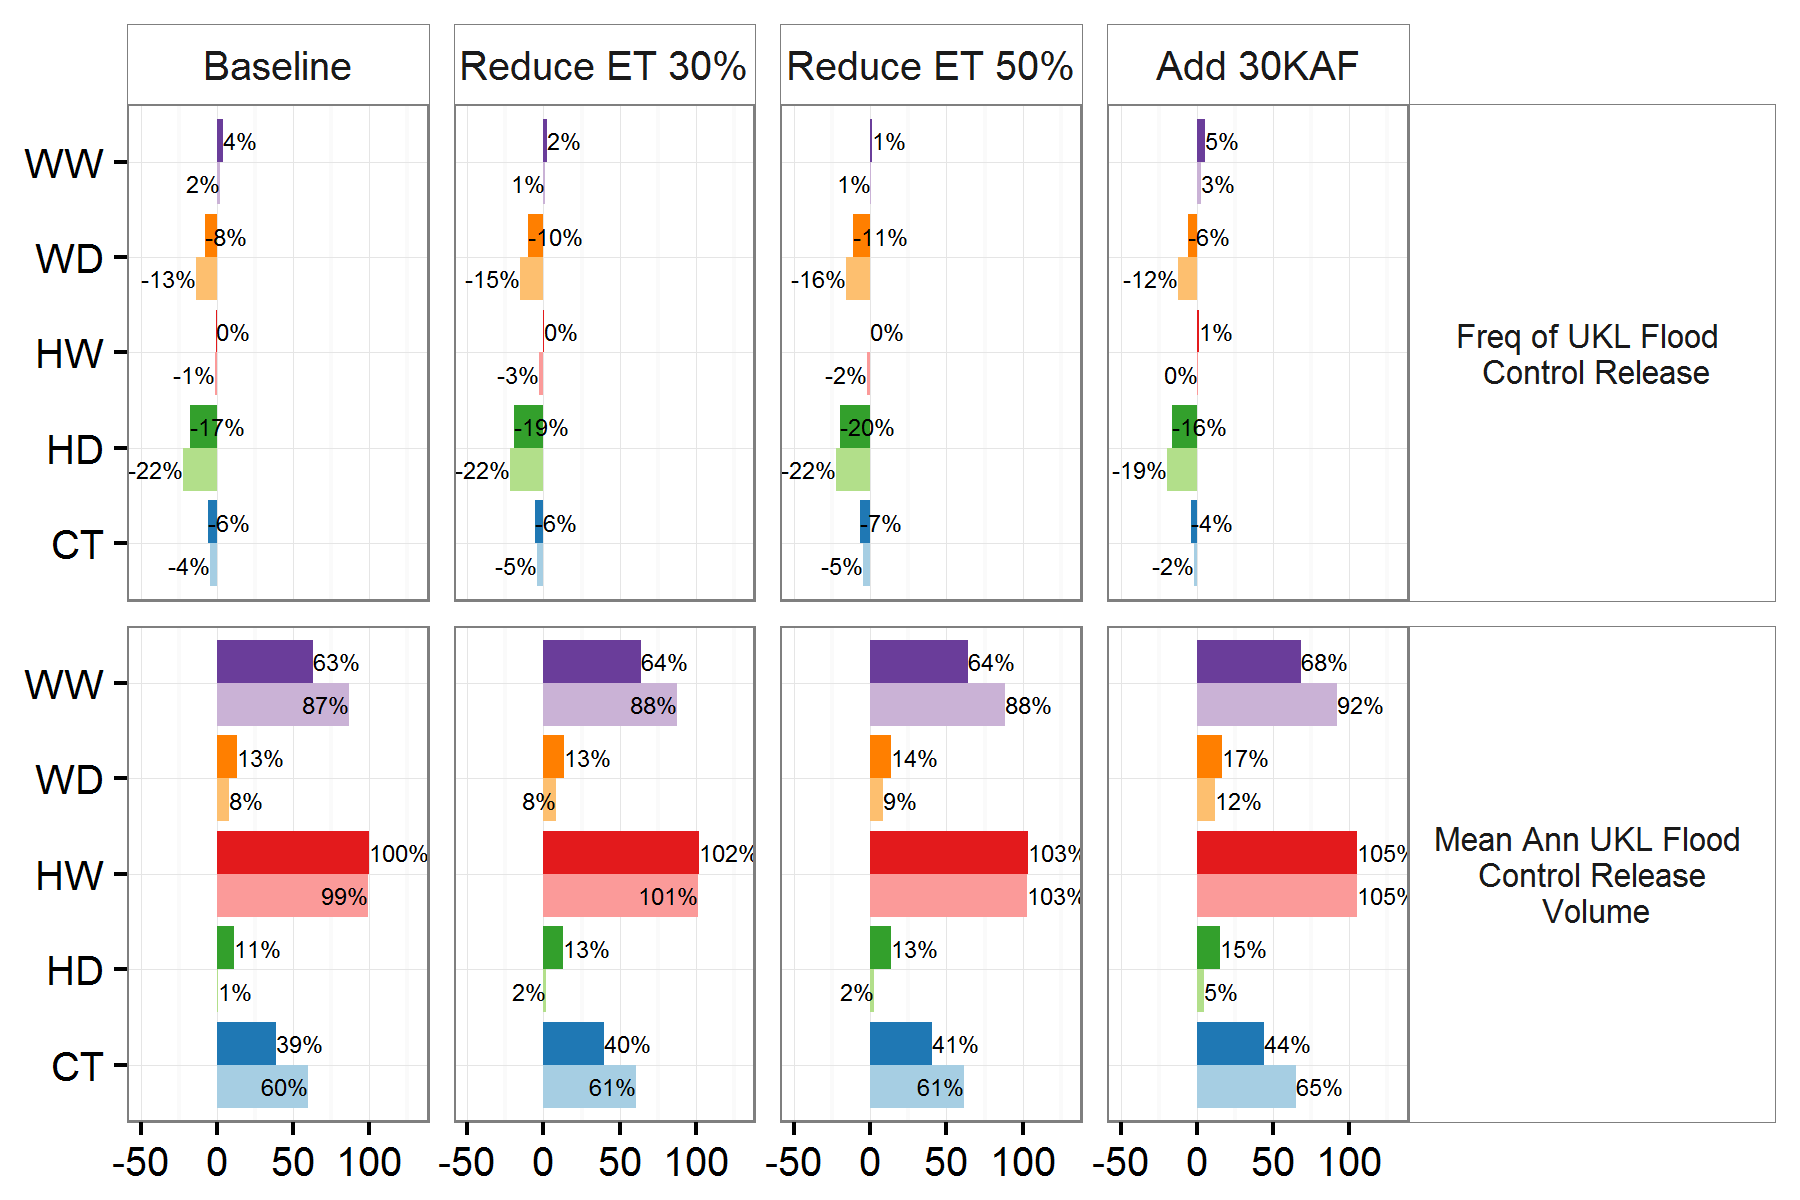 Baseline Reduce ET 30% Reduce ET 50% Add 30KAF
WW 4% 2% 1% 5%
2% 1% 1% 3%
WD -8% -10% -11% -6%
-13% -15% -16% -12%
HW 0% 0% 0% 1%
-1% -3% -2% 0%
HD -17% -19% -20% -16%
-22% -22% -22% -19%
CT -6% -6% -7% -4%
-4% -5% -5% -2%
Freq of UKL Flood
Control Release
WW 63% 64% 64% 68%
87% 88% 88% 92%
WD 13% 13% 14% 17%
8% 8% 9% 12%
HW 100% 102% 103% 105%
99% 101% 103% 105%
HD 11% 13% 13% 15%
1% 2% 2% 5%
CT 39% 40% 41% 44%
60% 61% 61% 65%
Mean Ann UKL Flood
Control Release
Volume
-50 0 50 100 -50 0 50 100 -50 0 50 100 -50 0 50 100